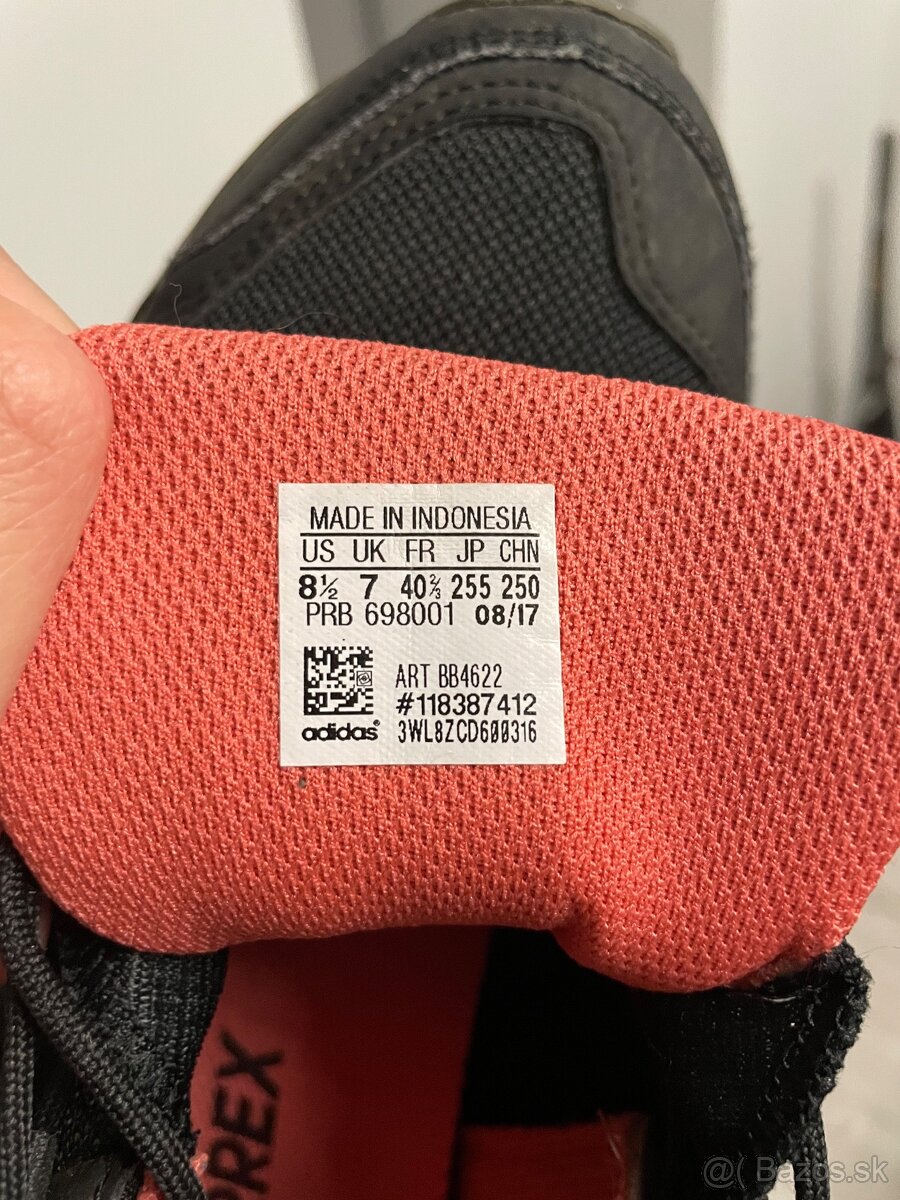 MADE IN INDONESIA
US UK FR JP CHN
8½ 7 40⅔ 255 250
PRB 698001 08/17
ART BB4622
#118387412
adidas® 3WL8ZCD600316
PREX
@( Bazos.sk